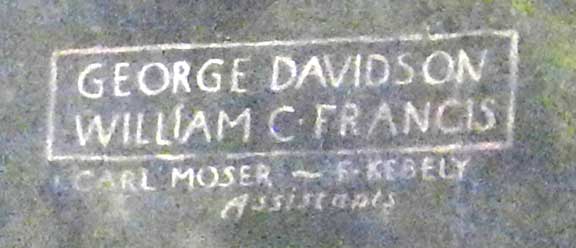 GEORGE DAVIDSON
WILLIAM C. FRANCIS
CARL MOSER ~ F. KEBELY
Assistants